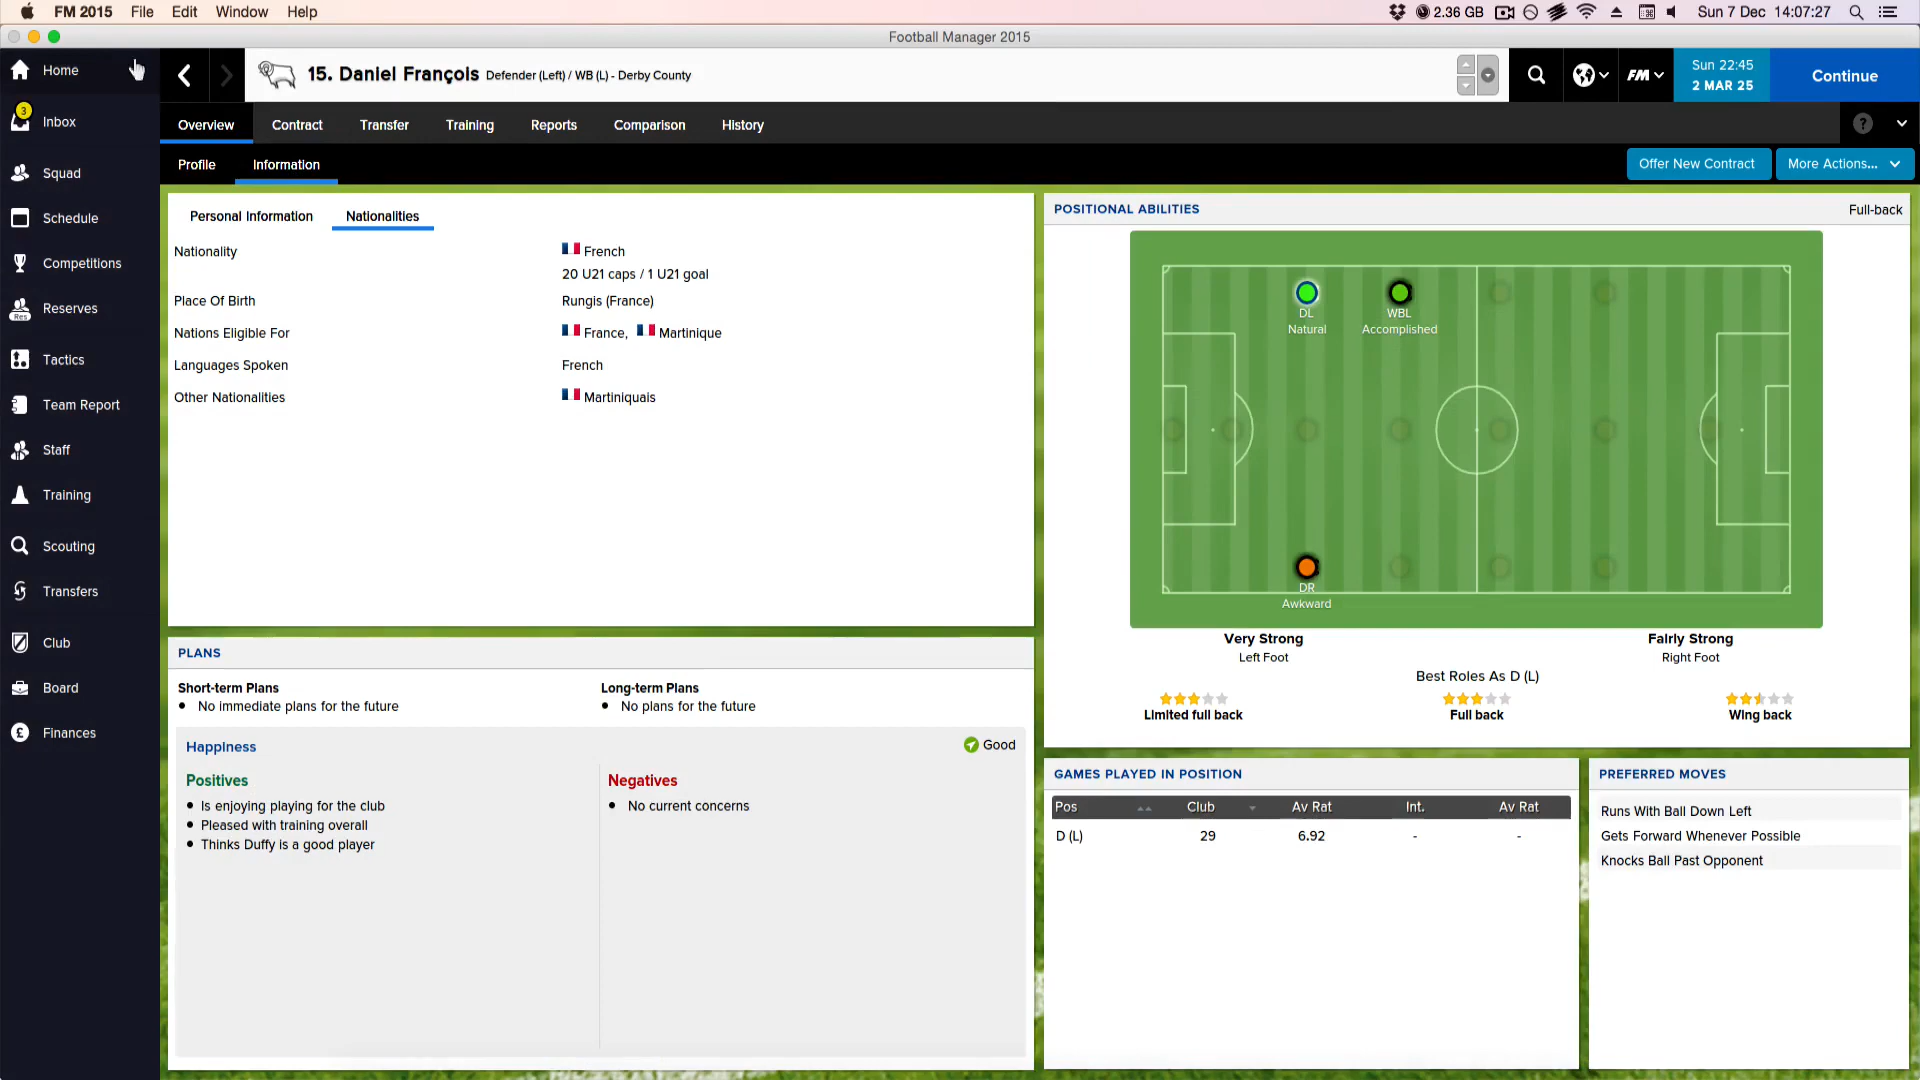 FM 2015 File Edit Window Help 2.36 GB Sun 7 Dec 14:07:27
Football Manager 2015
Home
3
Inbox
Squad
Schedule
Competitions
Res
Reserves
Tactics
Team Report
Staff
Training
Scouting
Transfers
Club
Board
£
Finances
15. Daniel François Defender (Left) / WB (L) - Derby County
FM
Sun 22:45
2 MAR 25
Continue
Overview Contract Transfer Training Reports Comparison History ?
Profile Information
Offer New Contract More Actions...
Personal Information Nationalities
Nationality French
20 U21 caps / 1 U21 goal
Place Of Birth Rungis (France)
Nations Eligible For France, Martinique
Languages Spoken French
Other Nationalities Martiniquais
PLANS
Short-term Plans
• No immediate plans for the future
Long-term Plans
• No plans for the future
Happiness Good
Positives
• Is enjoying playing for the club
• Pleased with training overall
• Thinks Duffy is a good player
Negatives
• No current concerns
POSITIONAL ABILITIES Full-back
DL
Natural
WBL
Accomplished
DR
Awkward
Very Strong
Left Foot
Fairly Strong
Right Foot
Best Roles As D (L)
Limited full back Full back Wing back
GAMES PLAYED IN POSITION
Pos Club Av Rat Int. Av Rat
D (L) 29 6.92 - -
PREFERRED MOVES
Runs With Ball Down Left
Gets Forward Whenever Possible
Knocks Ball Past Opponent